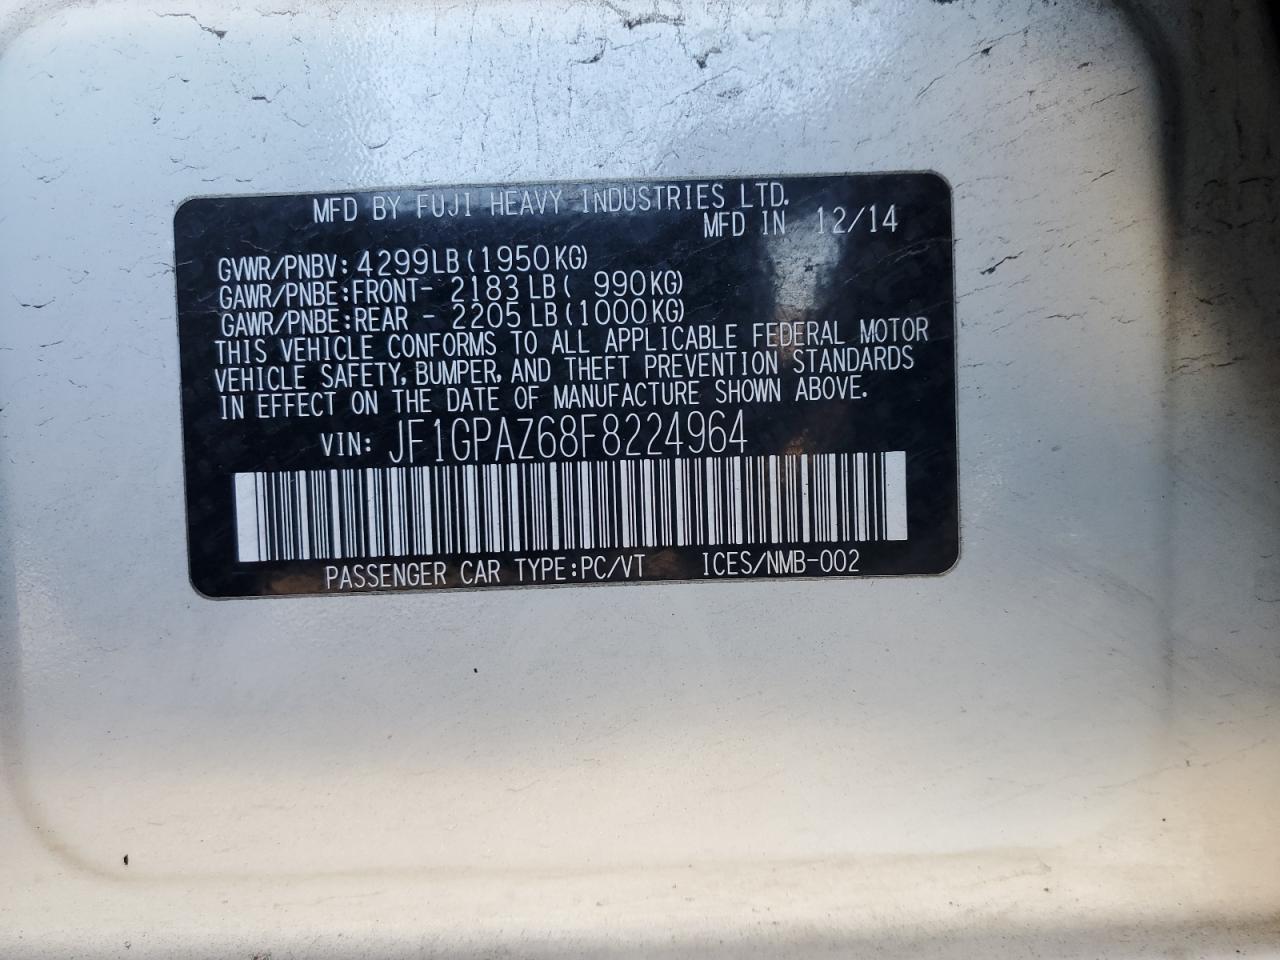 MFD BY FUJI HEAVY INDUSTRIES LTD.
MFD IN 12/14
GVWR/PNBV: 4299LB(1950KG)
GAWR/PNBE:FRONT- 2183LB( 990KG)
GAWR/PNBE:REAR - 2205LB(1000KG)
THIS VEHICLE CONFORMS TO ALL APPLICABLE FEDERAL MOTOR
VEHICLE SAFETY, BUMPER, AND THEFT PREVENTION STANDARDS
IN EFFECT ON THE DATE OF MANUFACTURE SHOWN ABOVE.
VIN: JF1GPAZ68F8224964
PASSENGER CAR TYPE:PC/VT ICES/NMB-002